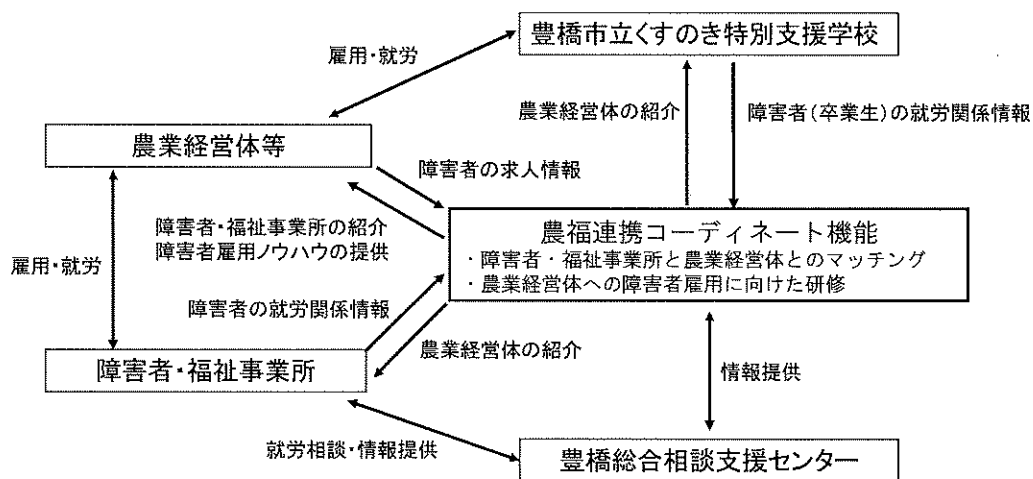 豊橋市立くすのき特別支援学校
雇用・就労
農業経営体の紹介
障害者(卒業生)の就労関係情報
農業経営体等
障害者の求人情報
障害者・福祉事業所の紹介
障害者雇用ノウハウの提供
農福連携コーディネート機能
・障害者・福祉事業所と農業経営体とのマッチング
・農業経営体への障害者雇用に向けた研修
雇用・就労
障害者の就労関係情報
農業経営体の紹介
障害者・福祉事業所
情報提供
就労相談・情報提供
豊橋総合相談支援センター